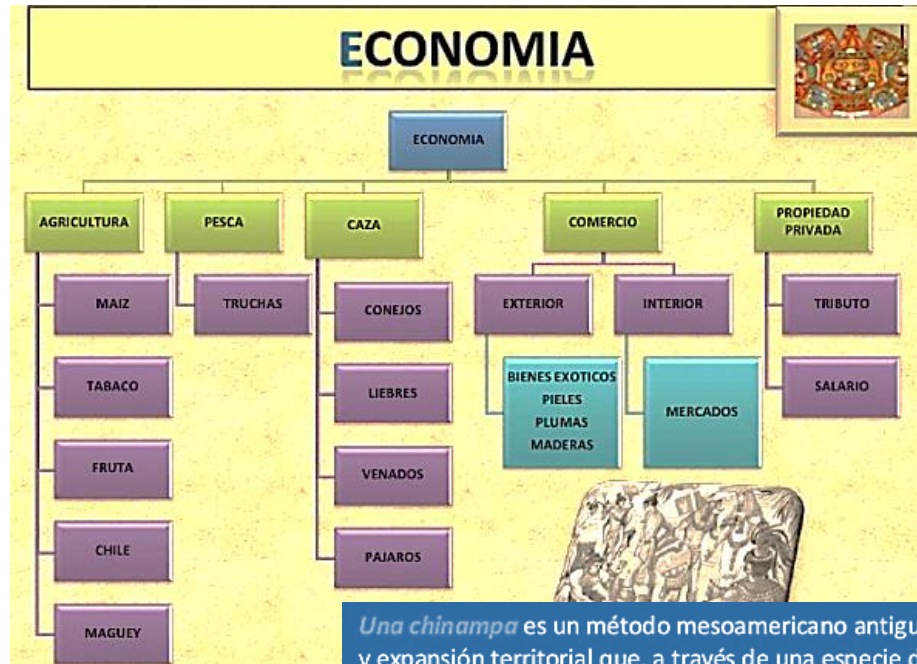 ECONOMIA
ECONOMIA
AGRICULTURA
MAIZ
TABACO
FRUTA
CHILE
MAGUEY
PESCA
TRUCHAS
CAZA
CONEJOS
LIEBRES
VENADOS
PAJAROS
COMERCIO
EXTERIOR
BIENES EXOTICOS
PIELES
PLUMAS
MADERAS
INTERIOR
MERCADOS
PROPIEDAD
PRIVADA
TRIBUTO
SALARIO
Una chinampa es un método mesoamericano antigu
y expansión territorial que, a través de una especie